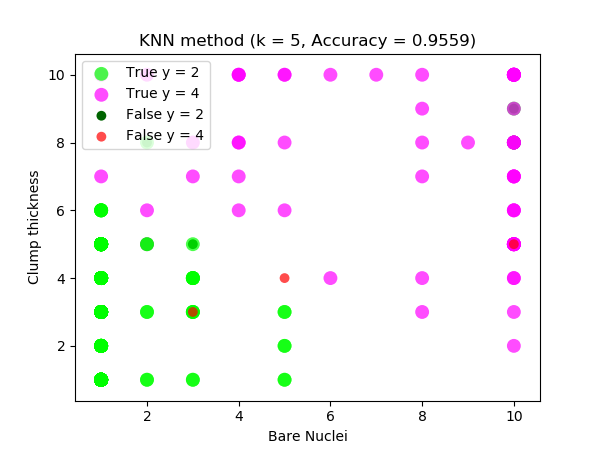 KNN method (k = 5, Accuracy = 0.9559)
True y = 2
True y = 4
False y = 2
False y = 4
Clump thickness
10
8
6
4
2
2 4 6 8 10
Bare Nuclei